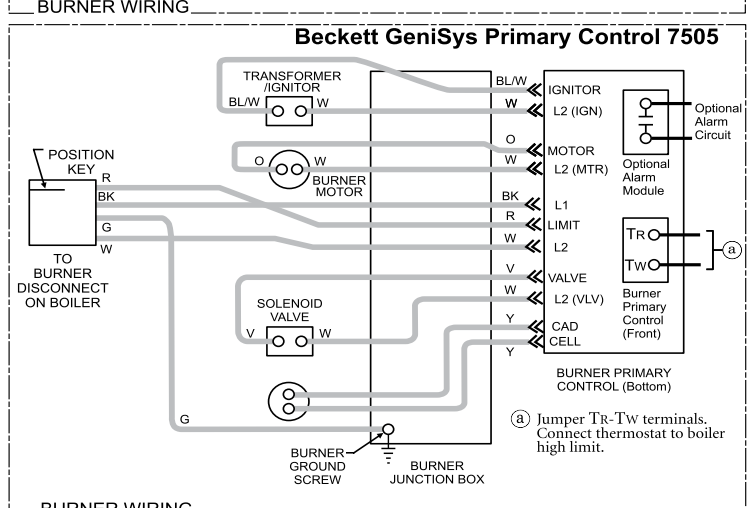 BURNER WIRING
Beckett GeniSys Primary Control 7505
TRANSFORMER
/IGNITOR
BL/W
W
BL/W
IGNITOR
W
L2 (IGN)
Optional
Alarm
Circuit
Optional
Alarm
Module
O
W
BURNER
MOTOR
O
MOTOR
W
L2 (MTR)
POSITION
KEY
R
BK
G
W
TO
BURNER
DISCONNECT
ON BOILER
BK
L1
R
LIMIT
W
L2
TR
TW
a
Burner
Primary
Control
(Front)
V
VALVE
W
L2 (VLV)
SOLENOID
VALVE
V
W
Y
CAD
CELL
Y
BURNER PRIMARY
CONTROL (Bottom)
G
BURNER
GROUND
SCREW
BURNER
JUNCTION BOX
a Jumper TR-TW terminals.
Connect thermostat to boiler
high limit.
BURNER WIRING